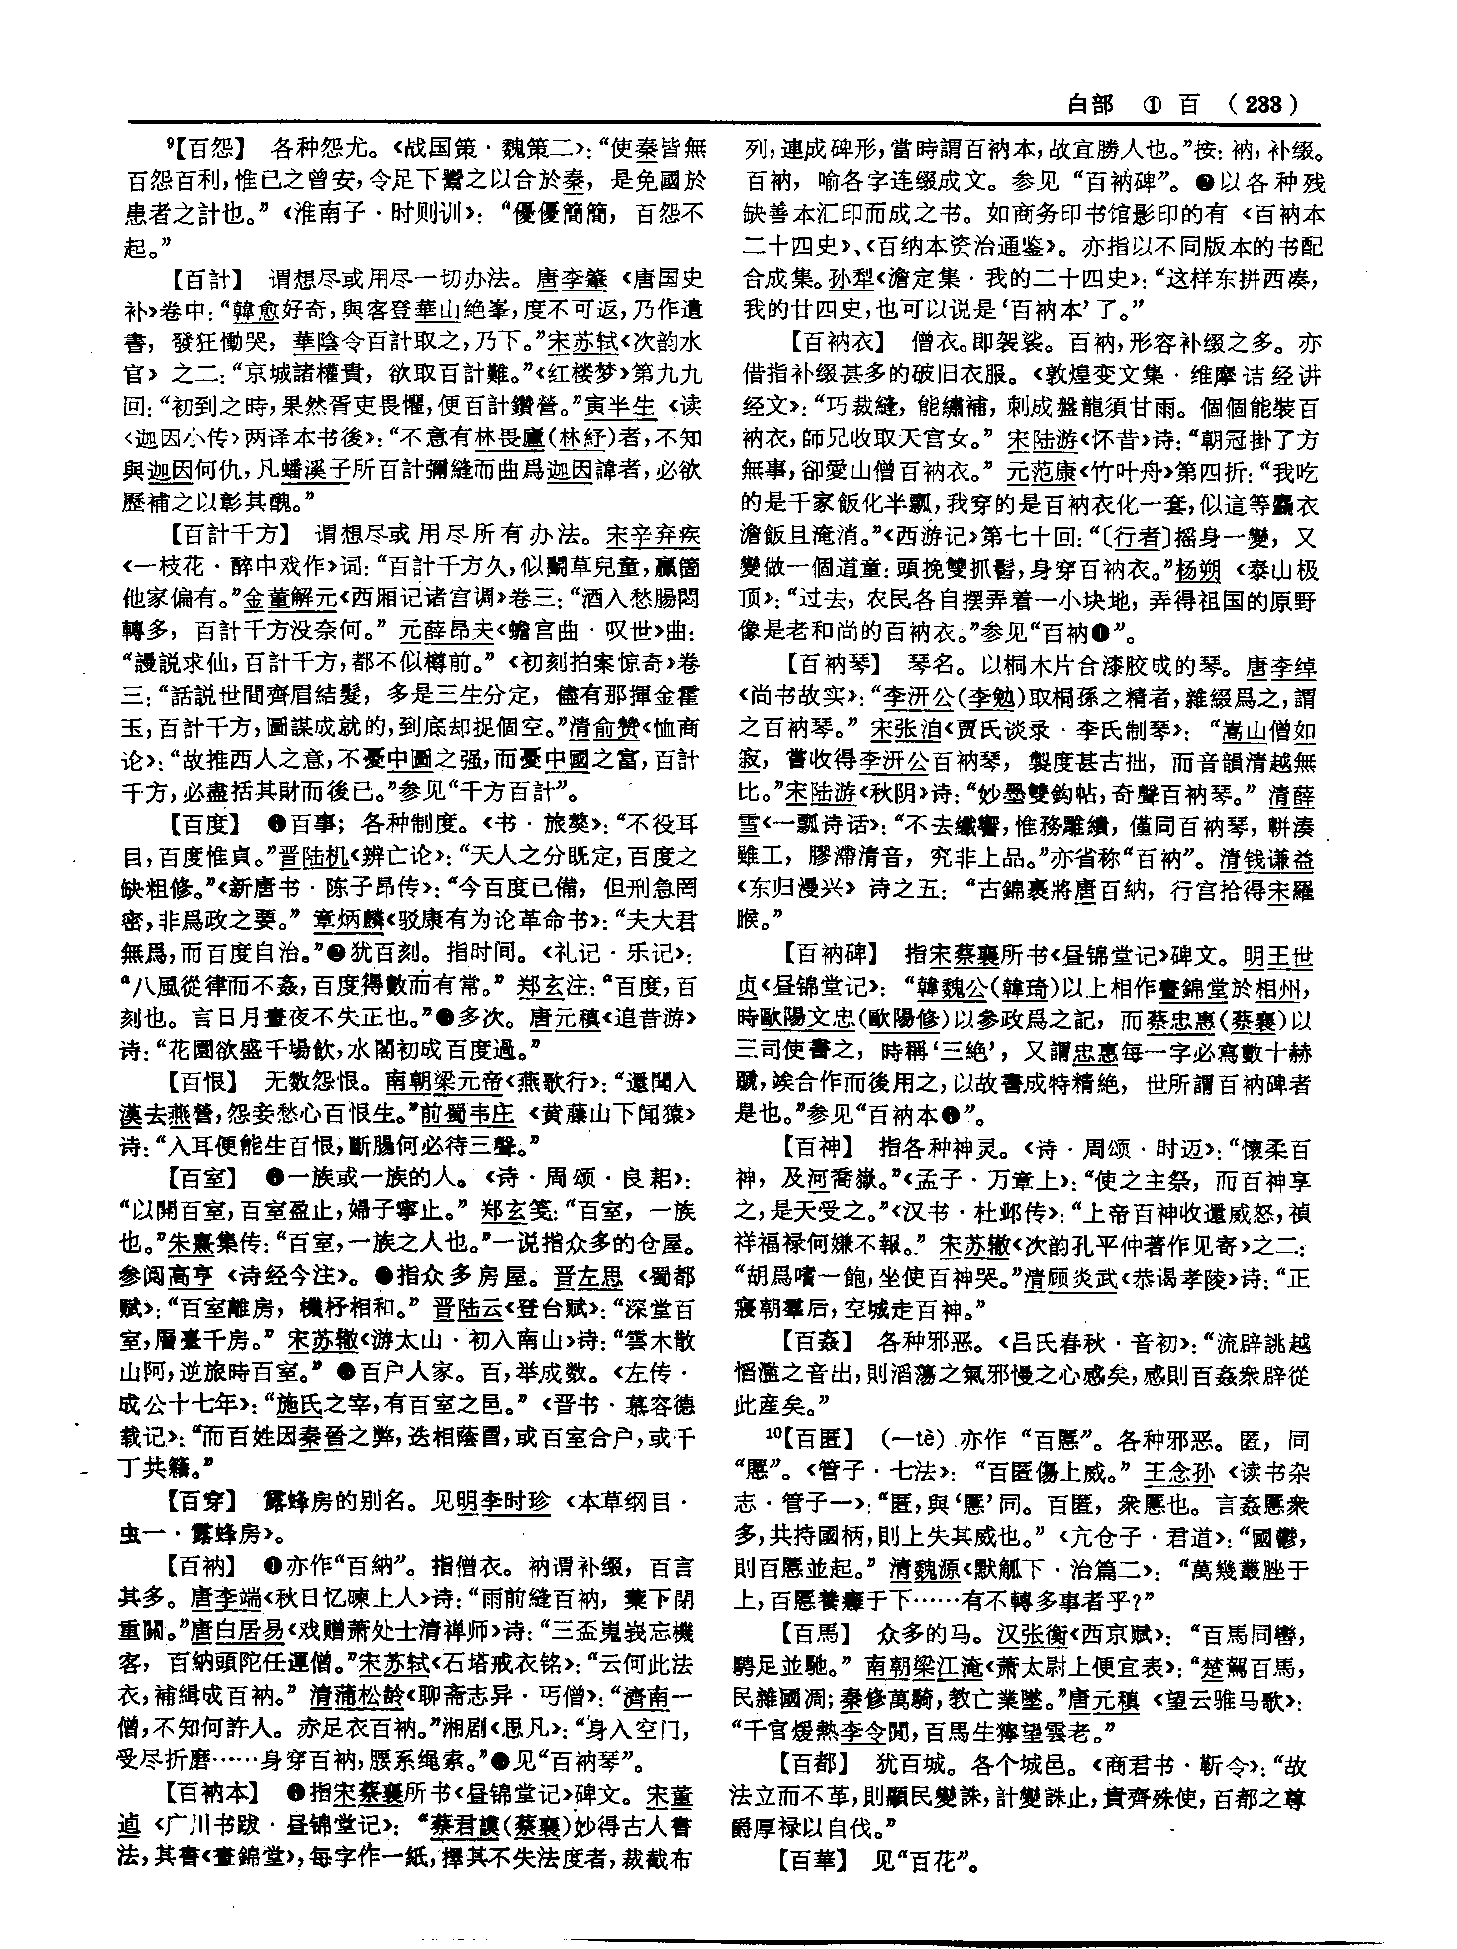 白部 ① 百 (233)
⁹【百怨】 各种怨尤。《战国策·魏策二》：“使秦皆無
百怨百利，惟已之曾安，令足下鬻之以合於秦，是免國於
患者之計也。”《淮南子·时则训》：“優優簡簡，百怨不
起。”
【百計】 谓想尽或用尽一切办法。唐李肇《唐国史
补》卷中：“韓愈好奇，與客登華山絶峯，度不可返，乃作遺
書，發狂慟哭，華陰令百計取之，乃下。”宋苏轼《次韵水
官》之二：“京城諸權貴，欲取百計難。”《红楼梦》第九九
回：“初到之時，果然胥吏畏懼，便百計鑽營。”寅半生《读
〈迦因小传〉两译本书後》：“不意有林畏廬(林紓)者，不知
與迦因何仇，凡蟠溪子所百計彌縫而曲爲迦因諱者，必欲
歷補之以彰其醜。”
【百計千方】 谓想尽或用尽所有办法。宋辛弃疾
《一枝花·醉中戏作》词：“百計千方久，似鬭草兒童，贏箇
他家偏有。”金董解元《西厢记诸宫调》卷三：“酒入愁腸悶
轉多，百計千方没奈何。”元薛昂夫《蟾宫曲·叹世》曲：
“謾説求仙，百計千方，都不似樽前。”《初刻拍案惊奇》卷
三：“話説世間齊眉結髮，多是三生分定，儘有那揮金霍
玉，百計千方，圖謀成就的，到底却捉個空。”清俞赞《恤商
论》：“故推西人之意，不憂中國之强，而憂中國之富，百計
千方，必盡括其財而後已。”参见“千方百計”。
【百度】 ❶百事；各种制度。《书·旅獒》：“不役耳
目，百度惟貞。”晋陆机《辨亡论》：“天人之分既定，百度之
缺粗修。”《新唐书·陈子昂传》：“今百度已備，但刑急罔
密，非爲政之要。”章炳麟《驳康有为论革命书》：“夫大君
無爲，而百度自治。”❷犹百刻。指时间。《礼记·乐记》：
“八風從律而不姦，百度得數而有常。”郑玄注：“百度，百
刻也。言日月晝夜不失正也。”❸多次。唐元稹《追昔游》
诗：“花園欲盛千場飲，水閣初成百度過。”
【百恨】 无数怨恨。南朝梁元帝《燕歌行》：“還聞入
漢去燕營，怨妾愁心百恨生。”前蜀韦庄《黄藤山下闻猿》
诗：“入耳便能生百恨，斷腸何必待三聲。”
【百室】 ❶一族或一族的人。《诗·周颂·良耜》：
“以開百室，百室盈止，婦子寧止。”郑玄笺：“百室，一族
也。”朱熹集传：“百室，一族之人也。”一说指众多的仓屋。
参阅高亨《诗经今注》。❷指众多房屋。晋左思《蜀都
赋》：“百室離房，機杼相和。”晋陆云《登台赋》：“深堂百
室，層臺千房。”宋苏辙《游太山·初入南山》诗：“雲木散
山阿，逆旅時百室。”❸百户人家。百，举成数。《左传·
成公十七年》：“施氏之宰，有百室之邑。”《晋书·慕容德
载记》：“而百姓因秦晉之弊，迭相蔭冒，或百室合户，或千
丁共籍。”
【百穿】 露蜂房的别名。见明李时珍《本草纲目·
虫一·露蜂房》。
【百衲】 ❶亦作“百納”。指僧衣。衲谓补缀，百言
其多。唐李端《秋日忆暕上人》诗：“雨前縫百衲，葉下閉
重關。”唐白居易《戏赠萧处士清禅师》诗：“三盃嵬峩忘機
客，百納頭陀任運僧。”宋苏轼《石塔戒衣铭》：“云何此法
衣，補緝成百衲。”清蒲松龄《聊斋志异·丐僧》：“濟南一
僧，不知何許人。赤足衣百衲。”湘剧《思凡》：“身入空门，
受尽折磨……身穿百衲，腰系绳索。”❷见“百衲琴”。
【百衲本】 ❶指宋蔡襄所书《昼锦堂记》碑文。宋董
逌《广川书跋·昼锦堂记》：“蔡君謨(蔡襄)妙得古人書
法，其書《晝錦堂》，每字作一紙，擇其不失法度者，裁截布
列，連成碑形，當時謂百衲本，故宜勝人也。”按：衲，补缀。
百衲，喻各字连缀成文。参见“百衲碑”。❷以各种残
缺善本汇印而成之书。如商务印书馆影印的有《百衲本
二十四史》、《百纳本资治通鉴》。亦指以不同版本的书配
合成集。孙犁《澹定集·我的二十四史》：“这样东拼西凑，
我的廿四史，也可以说是‘百衲本’了。”
【百衲衣】 僧衣。即袈裟。百衲，形容补缀之多。亦
借指补缀甚多的破旧衣服。《敦煌变文集·维摩诘经讲
经文》：“巧裁縫，能繡補，刺成盤龍須甘雨。個個能裝百
衲衣，師兄收取天宫女。”宋陆游《怀昔》诗：“朝冠掛了方
無事，卻愛山僧百衲衣。”元范康《竹叶舟》第四折：“我吃
的是千家飯化半瓢，我穿的是百衲衣化一套，似這等麤衣
澹飯且淹消。”《西游记》第七十回：“〔行者〕摇身一變，又
變做一個道童：頭挽雙抓髻，身穿百衲衣。”杨朔《泰山极
顶》：“过去，农民各自摆弄着一小块地，弄得祖国的原野
像是老和尚的百衲衣。”参见“百衲❶”。
【百衲琴】 琴名。以桐木片合漆胶成的琴。唐李绰
《尚书故实》：“李汧公(李勉)取桐孫之精者，雜綴爲之，謂
之百衲琴。”宋张洎《贾氏谈录·李氏制琴》：“嵩山僧如
寂，嘗收得李汧公百衲琴，製度甚古拙，而音韻清越無
比。”宋陆游《秋阴》诗：“妙墨雙鈎帖，奇聲百衲琴。”清薛
雪《一瓢诗话》：“不去纖響，惟務雕績，僅同百衲琴，輧湊
雖工，膠滯清音，究非上品。”亦省称“百衲”。清钱谦益
《东归漫兴》诗之五：“古錦裹將唐百納，行宫拾得宋羅
睺。”
【百衲碑】 指宋蔡襄所书《昼锦堂记》碑文。明王世
贞《昼锦堂记》：“韓魏公(韓琦)以上相作晝錦堂於相州，
時歐陽文忠(歐陽修)以參政爲之記，而蔡忠惠(蔡襄)以
三司使書之，時稱‘三絶’，又謂忠惠每一字必寫數十赫
蹏，竢合作而後用之，以故書成特精絶，世所謂百衲碑者
是也。”参见“百衲本❶”。
【百神】 指各种神灵。《诗·周颂·时迈》：“懷柔百
神，及河喬嶽。”《孟子·万章上》：“使之主祭，而百神享
之，是天受之。”《汉书·杜邺传》：“上帝百神收還威怒，禎
祥福禄何嫌不報。”宋苏辙《次韵孔平仲著作见寄》之二：
“胡爲嗜一飽，坐使百神哭。”清顾炎武《恭谒孝陵》诗：“正
寢朝羣后，空城走百神。”
【百姦】 各种邪恶。《吕氏春秋·音初》：“流辟誂越
慆濫之音出，則滔蕩之氣邪慢之心感矣，感則百姦衆辟從
此産矣。”
¹⁰【百匿】 (—tè)亦作“百慝”。各种邪恶。匿，同
“慝”。《管子·七法》：“百匿傷上威。”王念孙《读书杂
志·管子一》：“匿，與‘慝’同。百匿，衆慝也。言姦慝衆
多，共持國柄，則上失其威也。”《亢仓子·君道》：“國鬱，
則百慝並起。”清魏源《默觚下·治篇二》：“萬幾叢脞于
上，百慝養癰于下……有不轉多事者乎？”
【百馬】 众多的马。汉张衡《西京赋》：“百馬同轡，
騁足並馳。”南朝梁江淹《萧太尉上便宜表》：“楚駕百馬，
民雜國凋；秦修萬騎，教亡業墜。”唐元稹《望云骓马歌》：
“千官煖熱李令閒，百馬生獰望雲老。”
【百都】 犹百城。各个城邑。《商君书·靳令》：“故
法立而不革，則顯民變誅，計變誅止，貴齊殊使，百都之尊
爵厚禄以自伐。”
【百華】 见“百花”。